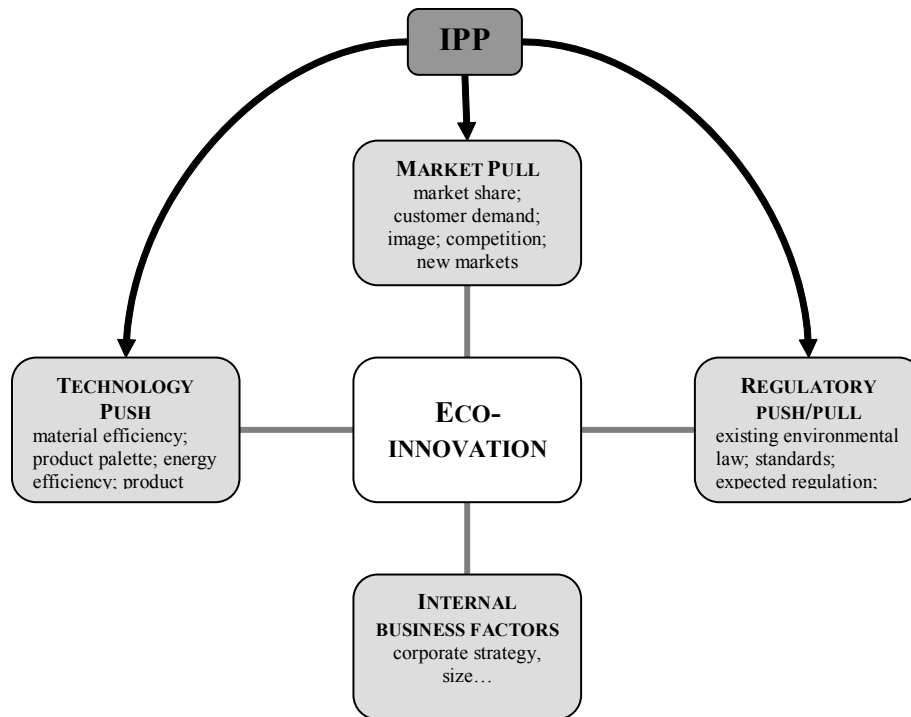 IPP
MARKET PULL
market share;
customer demand;
image; competition;
new markets
TECHNOLOGY
PUSH
material efficiency;
product palette; energy
efficiency; product
ECO-
INNOVATION
REGULATORY
PUSH/PULL
existing environmental
law; standards;
expected regulation;
INTERNAL
BUSINESS FACTORS
corporate strategy,
size…